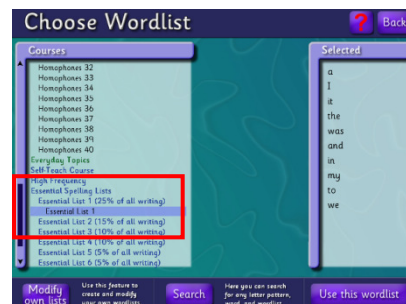 Choose Wordlist
? Back
Courses
Homophones 32
Homophones 33
Homophones 34
Homophones 35
Homophones 36
Homophones 37
Homophones 38
Homophones 39
Homophones 40
Everyday Topics
Self-Teach Course
High Frequency
Essential Spelling Lists
Essential List 1 (25% of all writing)
Essential List 1
Essential List 2 (15% of all writing)
Essential List 3 (10% of all writing)
Essential List 4 (10% of all writing)
Essential List 5 (5% of all writing)
Essential List 6 (5% of all writing)
Selected
a
I
it
the
was
and
in
my
to
we
Modify own lists
Use this feature to
create and modify
your own wordlists
Search
Here you can search
for any letter pattern,
word, and wordlist
Use this wordlist